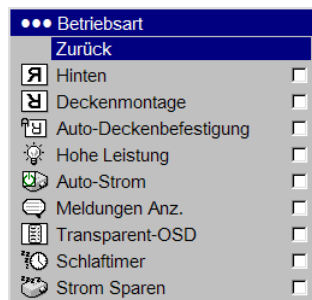 ••• Betriebsart
Zurück
Hinten
Deckenmontage
Auto-Deckenbefestigung
Hohe Leistung
Auto-Strom
Meldungen Anz.
Transparent-OSD
Schlaftimer
Strom Sparen